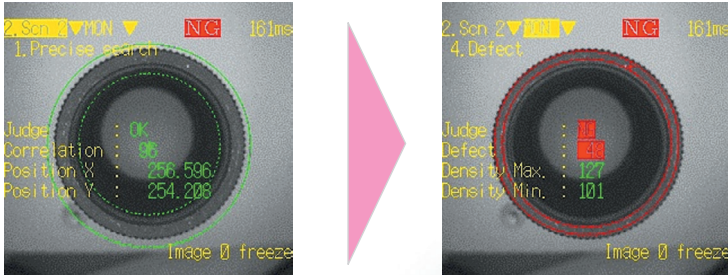 2.Scn 2▼MON ▼ NG 161ms
1.Precise search
Judge : OK
Correlation : 96
Position X : 256.596
Position Y : 254.208
Image 0 freeze
2.Scn 2▼MON ▼ NG 161ms
4.Defect
Judge :
Defect :
Density Max. : 127
Density Min. : 101
Image 0 freeze